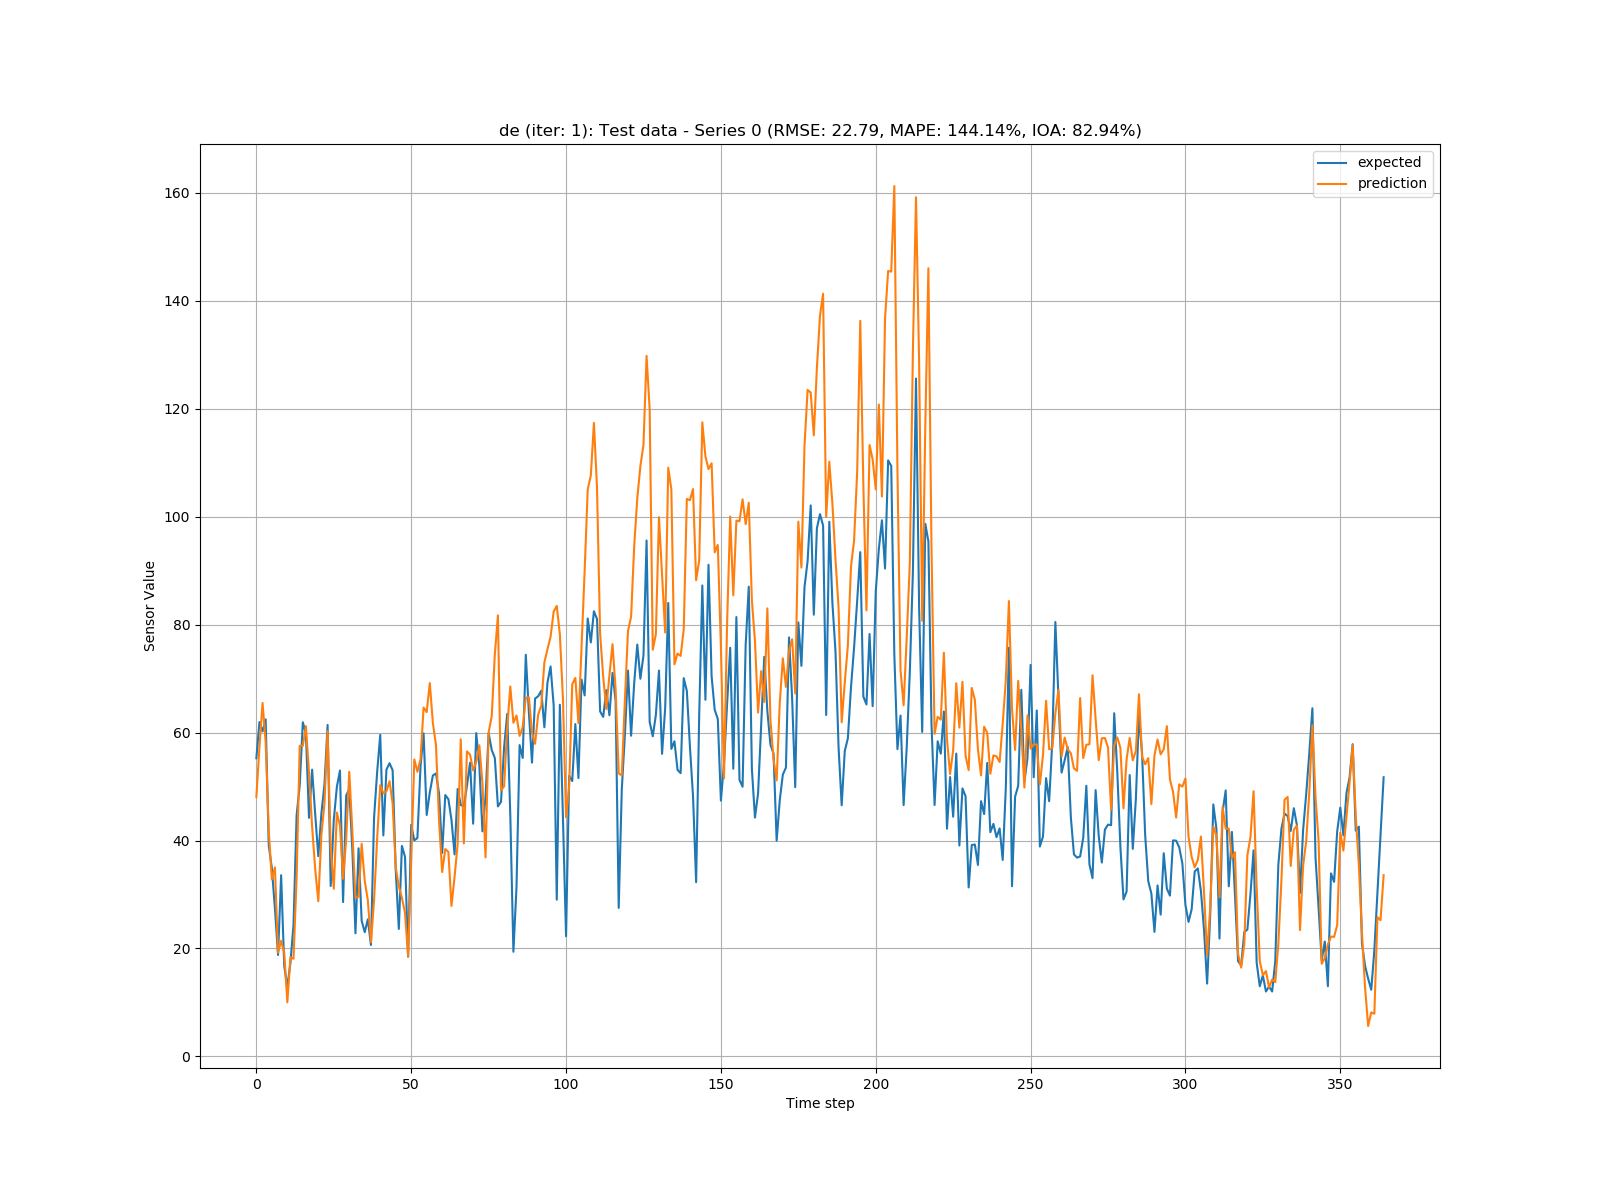 de (iter: 1): Test data - Series 0 (RMSE: 22.79, MAPE: 144.14%, IOA: 82.94%)
expected
prediction
160
140
120
100
80
60
40
20
0
Sensor Value
0 50 100 150 200 250 300 350
Time step